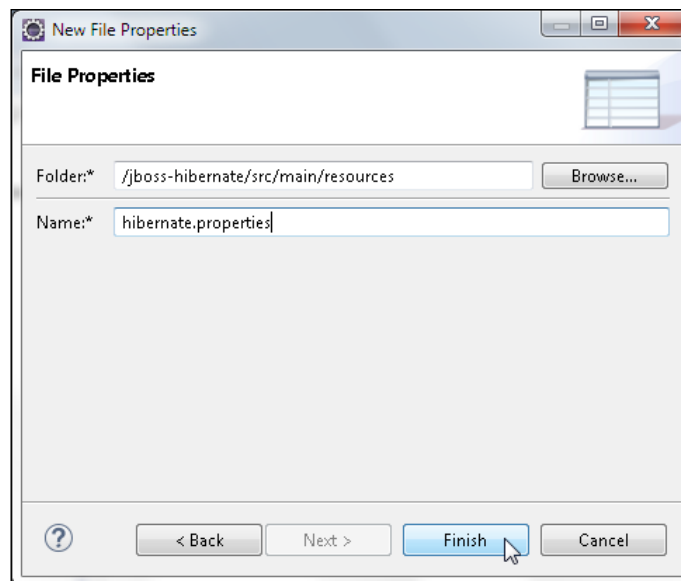 New File Properties
File Properties
Folder:* /jboss-hibernate/src/main/resources Browse...
Name:* hibernate.properties
? < Back Next > Finish Cancel